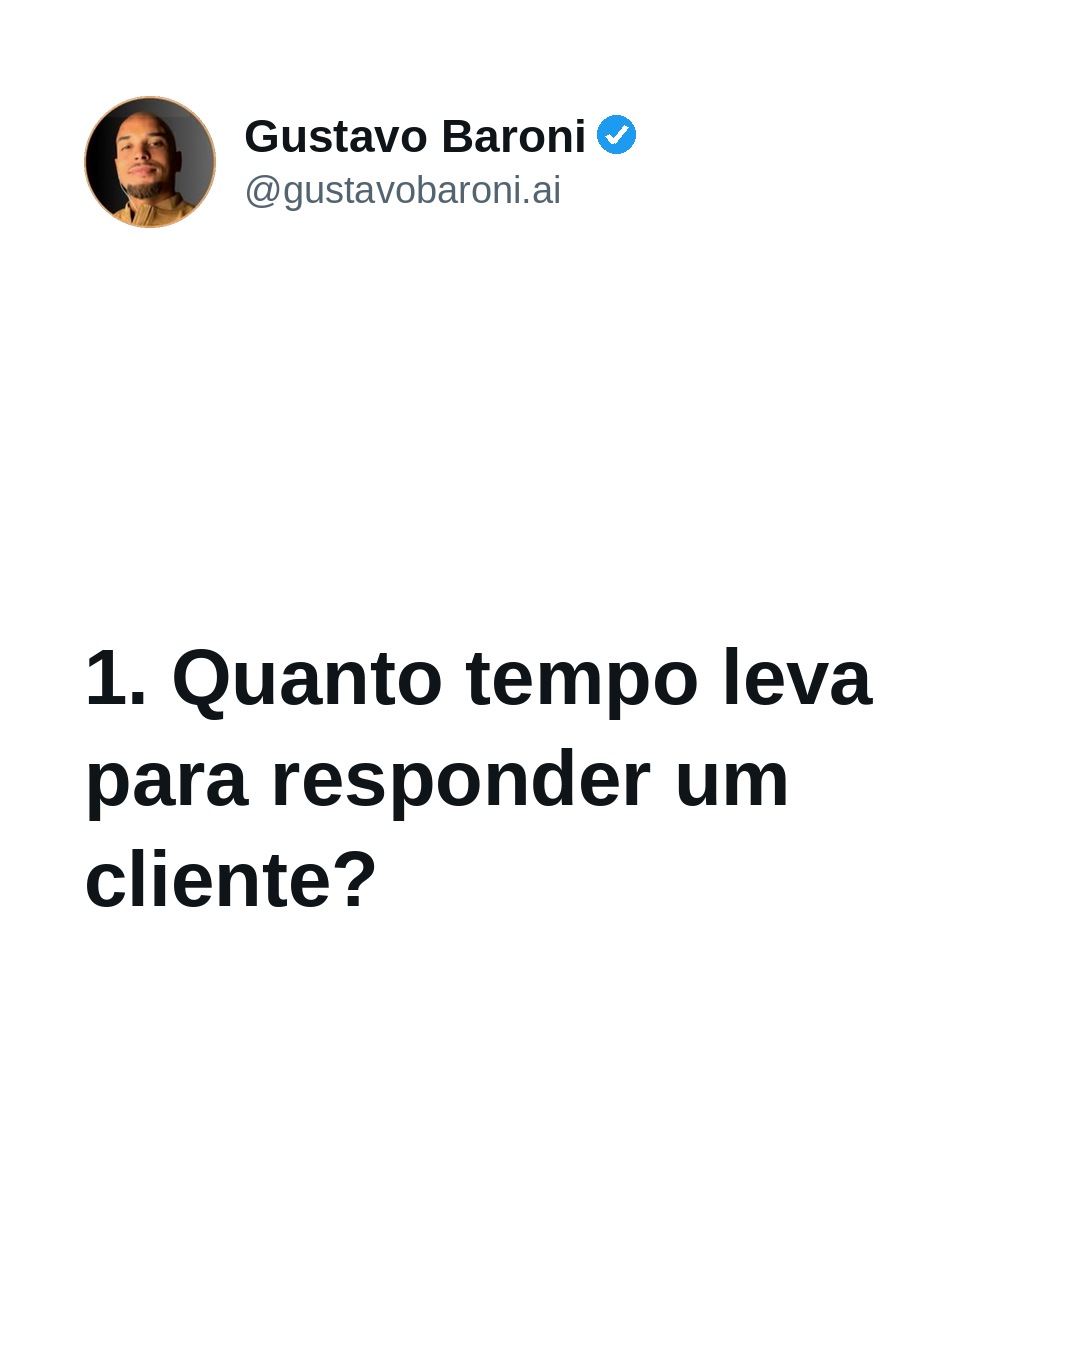 Gustavo Baroni
@gustavobaroni.ai
1. Quanto tempo leva
para responder um
cliente?